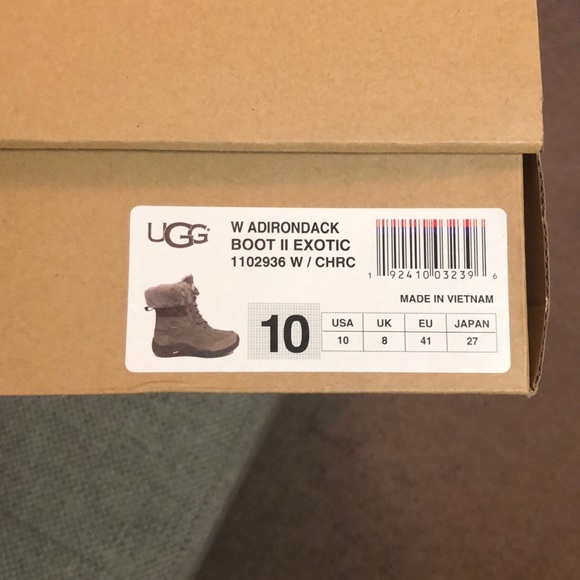 UGG
W ADIRONDACK
BOOT II EXOTIC
1102936 W / CHRC
1 92410 03239 6
MADE IN VIETNAM
10
USA UK EU JAPAN
10 8 41 27